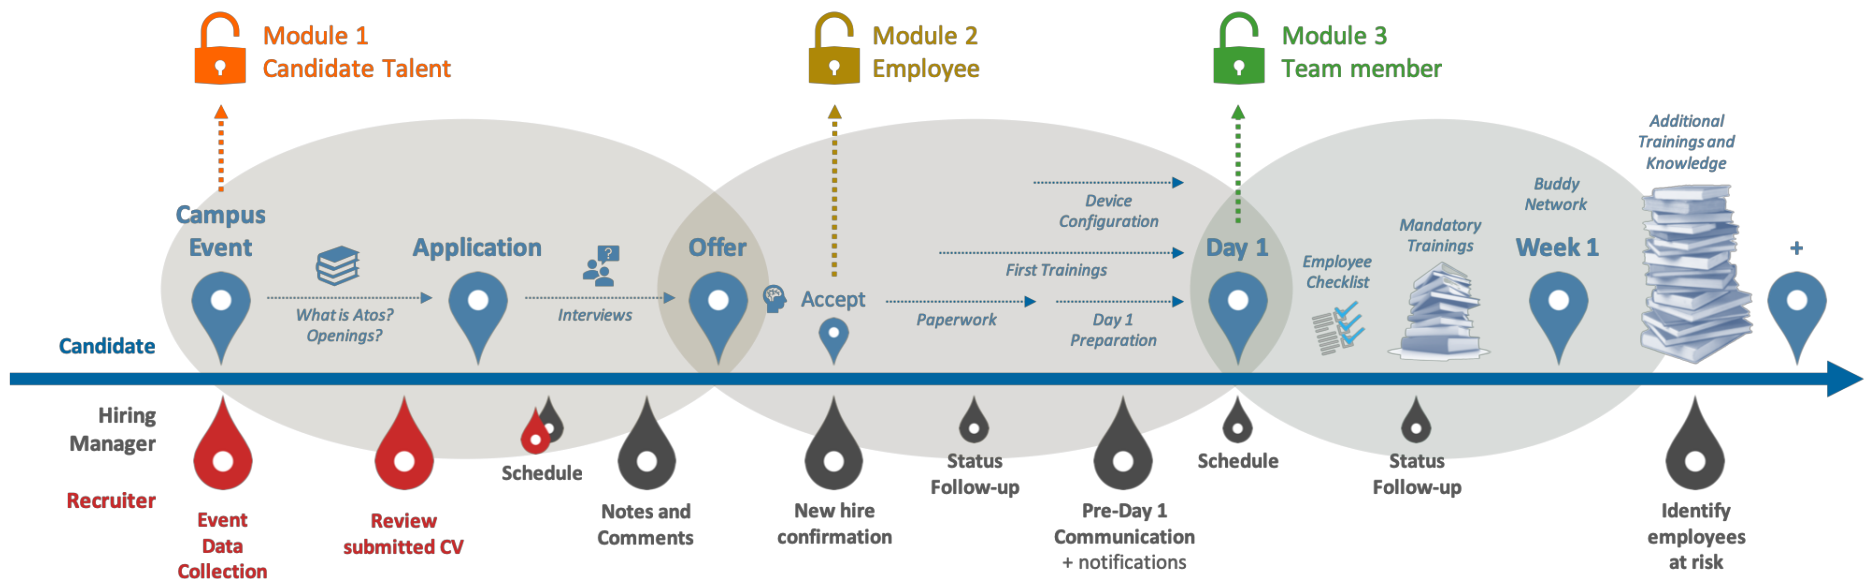 Module 1
Candidate Talent
Module 2
Employee
Module 3
Team member
Additional
Trainings and
Knowledge
Campus
Event
What is Atos?
Openings?
Application
Interviews
Offer
Accept
Paperwork
First Trainings
Device
Configuration
Day 1
Preparation
Day 1
Employee
Checklist
Mandatory
Trainings
Buddy
Network
Week 1
+
Candidate
Hiring
Manager
Recruiter
Event
Data
Collection
Review
submitted CV
Schedule
Notes and
Comments
New hire
confirmation
Status
Follow-up
Pre-Day 1
Communication
+ notifications
Schedule
Status
Follow-up
Identify
employees
at risk